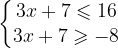 3x + 7 ⩽ 16
3x + 7 ⩾ −8